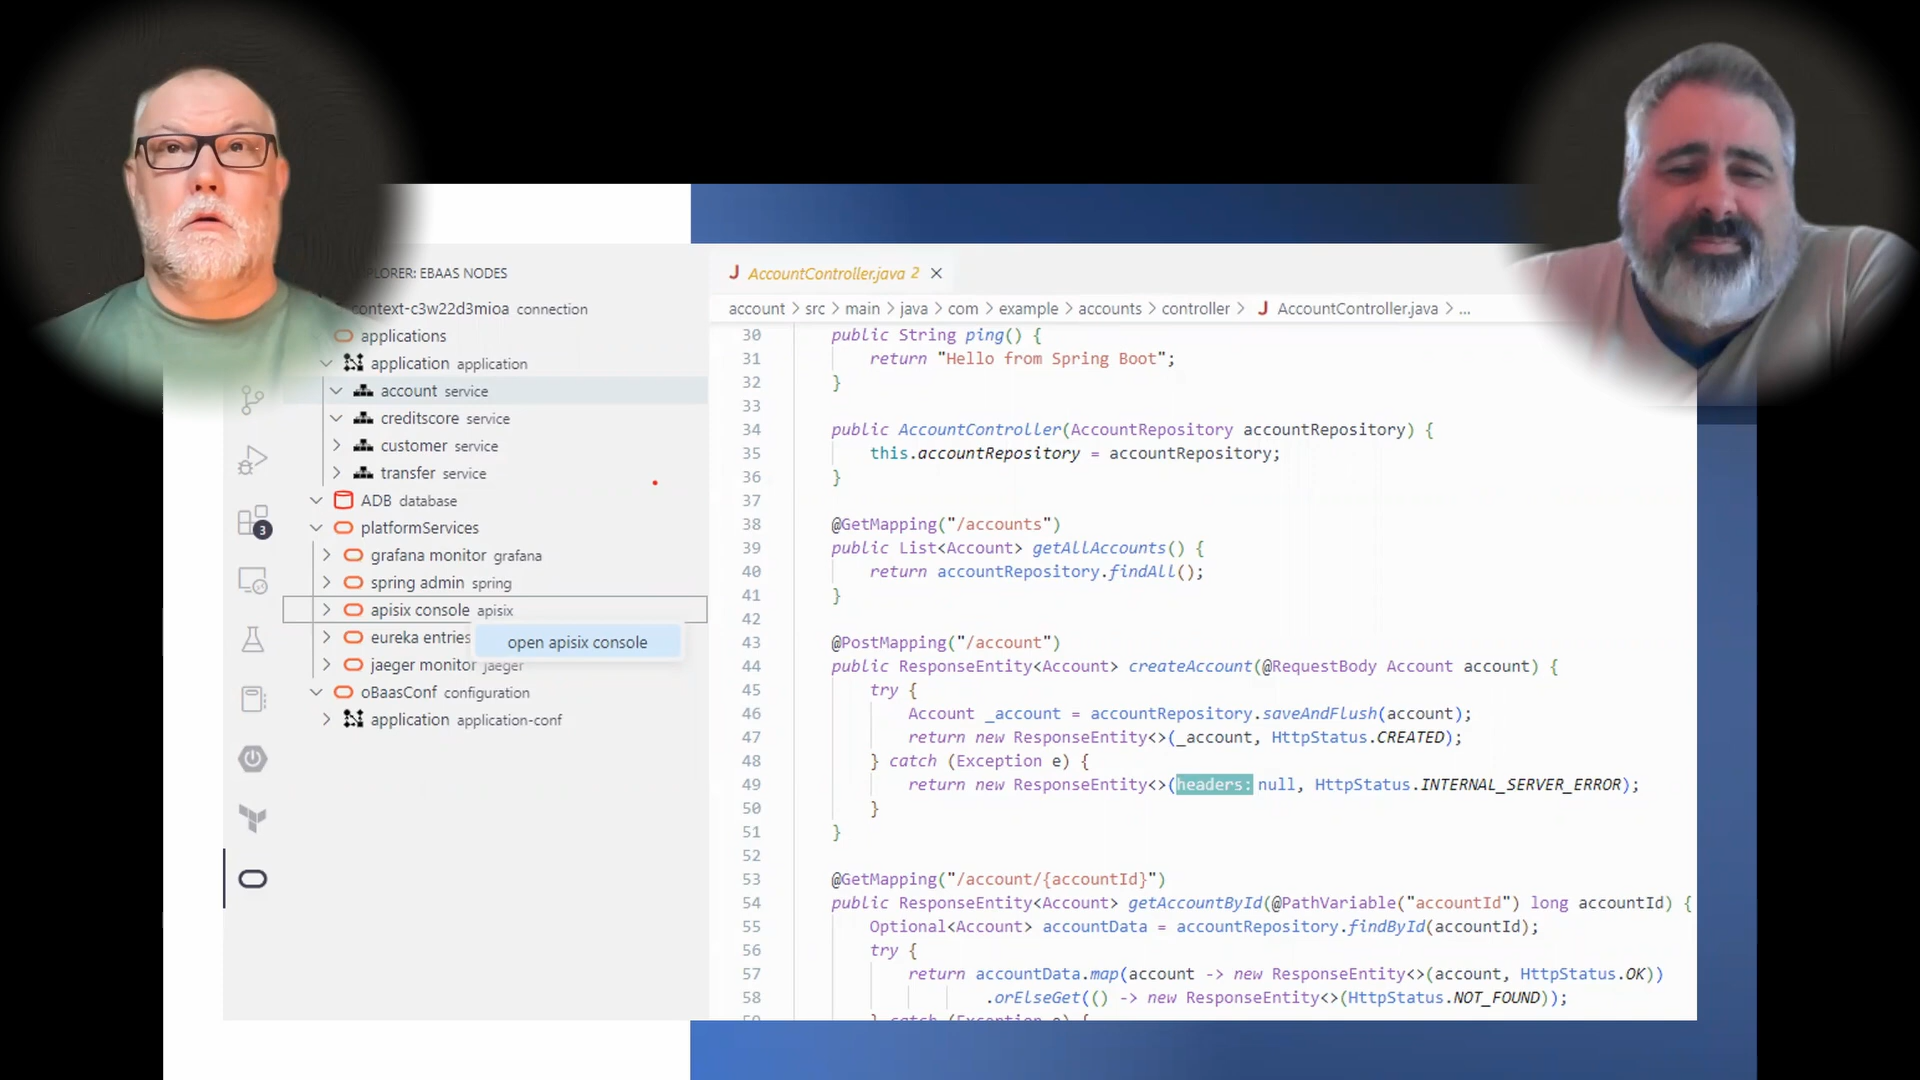 PLORER: EBAAS NODES
context-c3w22d3mioa connection
applications
application application
account service
creditscore service
customer service
transfer service
ADB database
platformServices
grafana monitor grafana
spring admin spring
apisix console apisix
eureka entries
open apisix console
jaeger monitor jaeger
oBaasConf configuration
application application-conf
3
J AccountController.java 2
account > src > main > java > com > example > accounts > controller > J AccountController.java > ...
30 public String ping() {
31 return "Hello from Spring Boot";
32 }
33
34 public AccountController(AccountRepository accountRepository) {
35 this.accountRepository = accountRepository;
36 }
37
38 @GetMapping("/accounts")
39 public List<Account> getAllAccounts() {
40 return accountRepository.findAll();
41 }
42
43 @PostMapping("/account")
44 public ResponseEntity<Account> createAccount(@RequestBody Account account) {
45 try {
46 Account _account = accountRepository.saveAndFlush(account);
47 return new ResponseEntity<>(_account, HttpStatus.CREATED);
48 } catch (Exception e) {
49 return new ResponseEntity<>(headers: null, HttpStatus.INTERNAL_SERVER_ERROR);
50 }
51 }
52
53 @GetMapping("/account/{accountId}")
54 public ResponseEntity<Account> getAccountById(@PathVariable("accountId") long accountId) {
55 Optional<Account> accountData = accountRepository.findById(accountId);
56 try {
57 return accountData.map(account -> new ResponseEntity<>(account, HttpStatus.OK))
58 .orElseGet(() -> new ResponseEntity<>(HttpStatus.NOT_FOUND));
59 } catch (Exception e) {